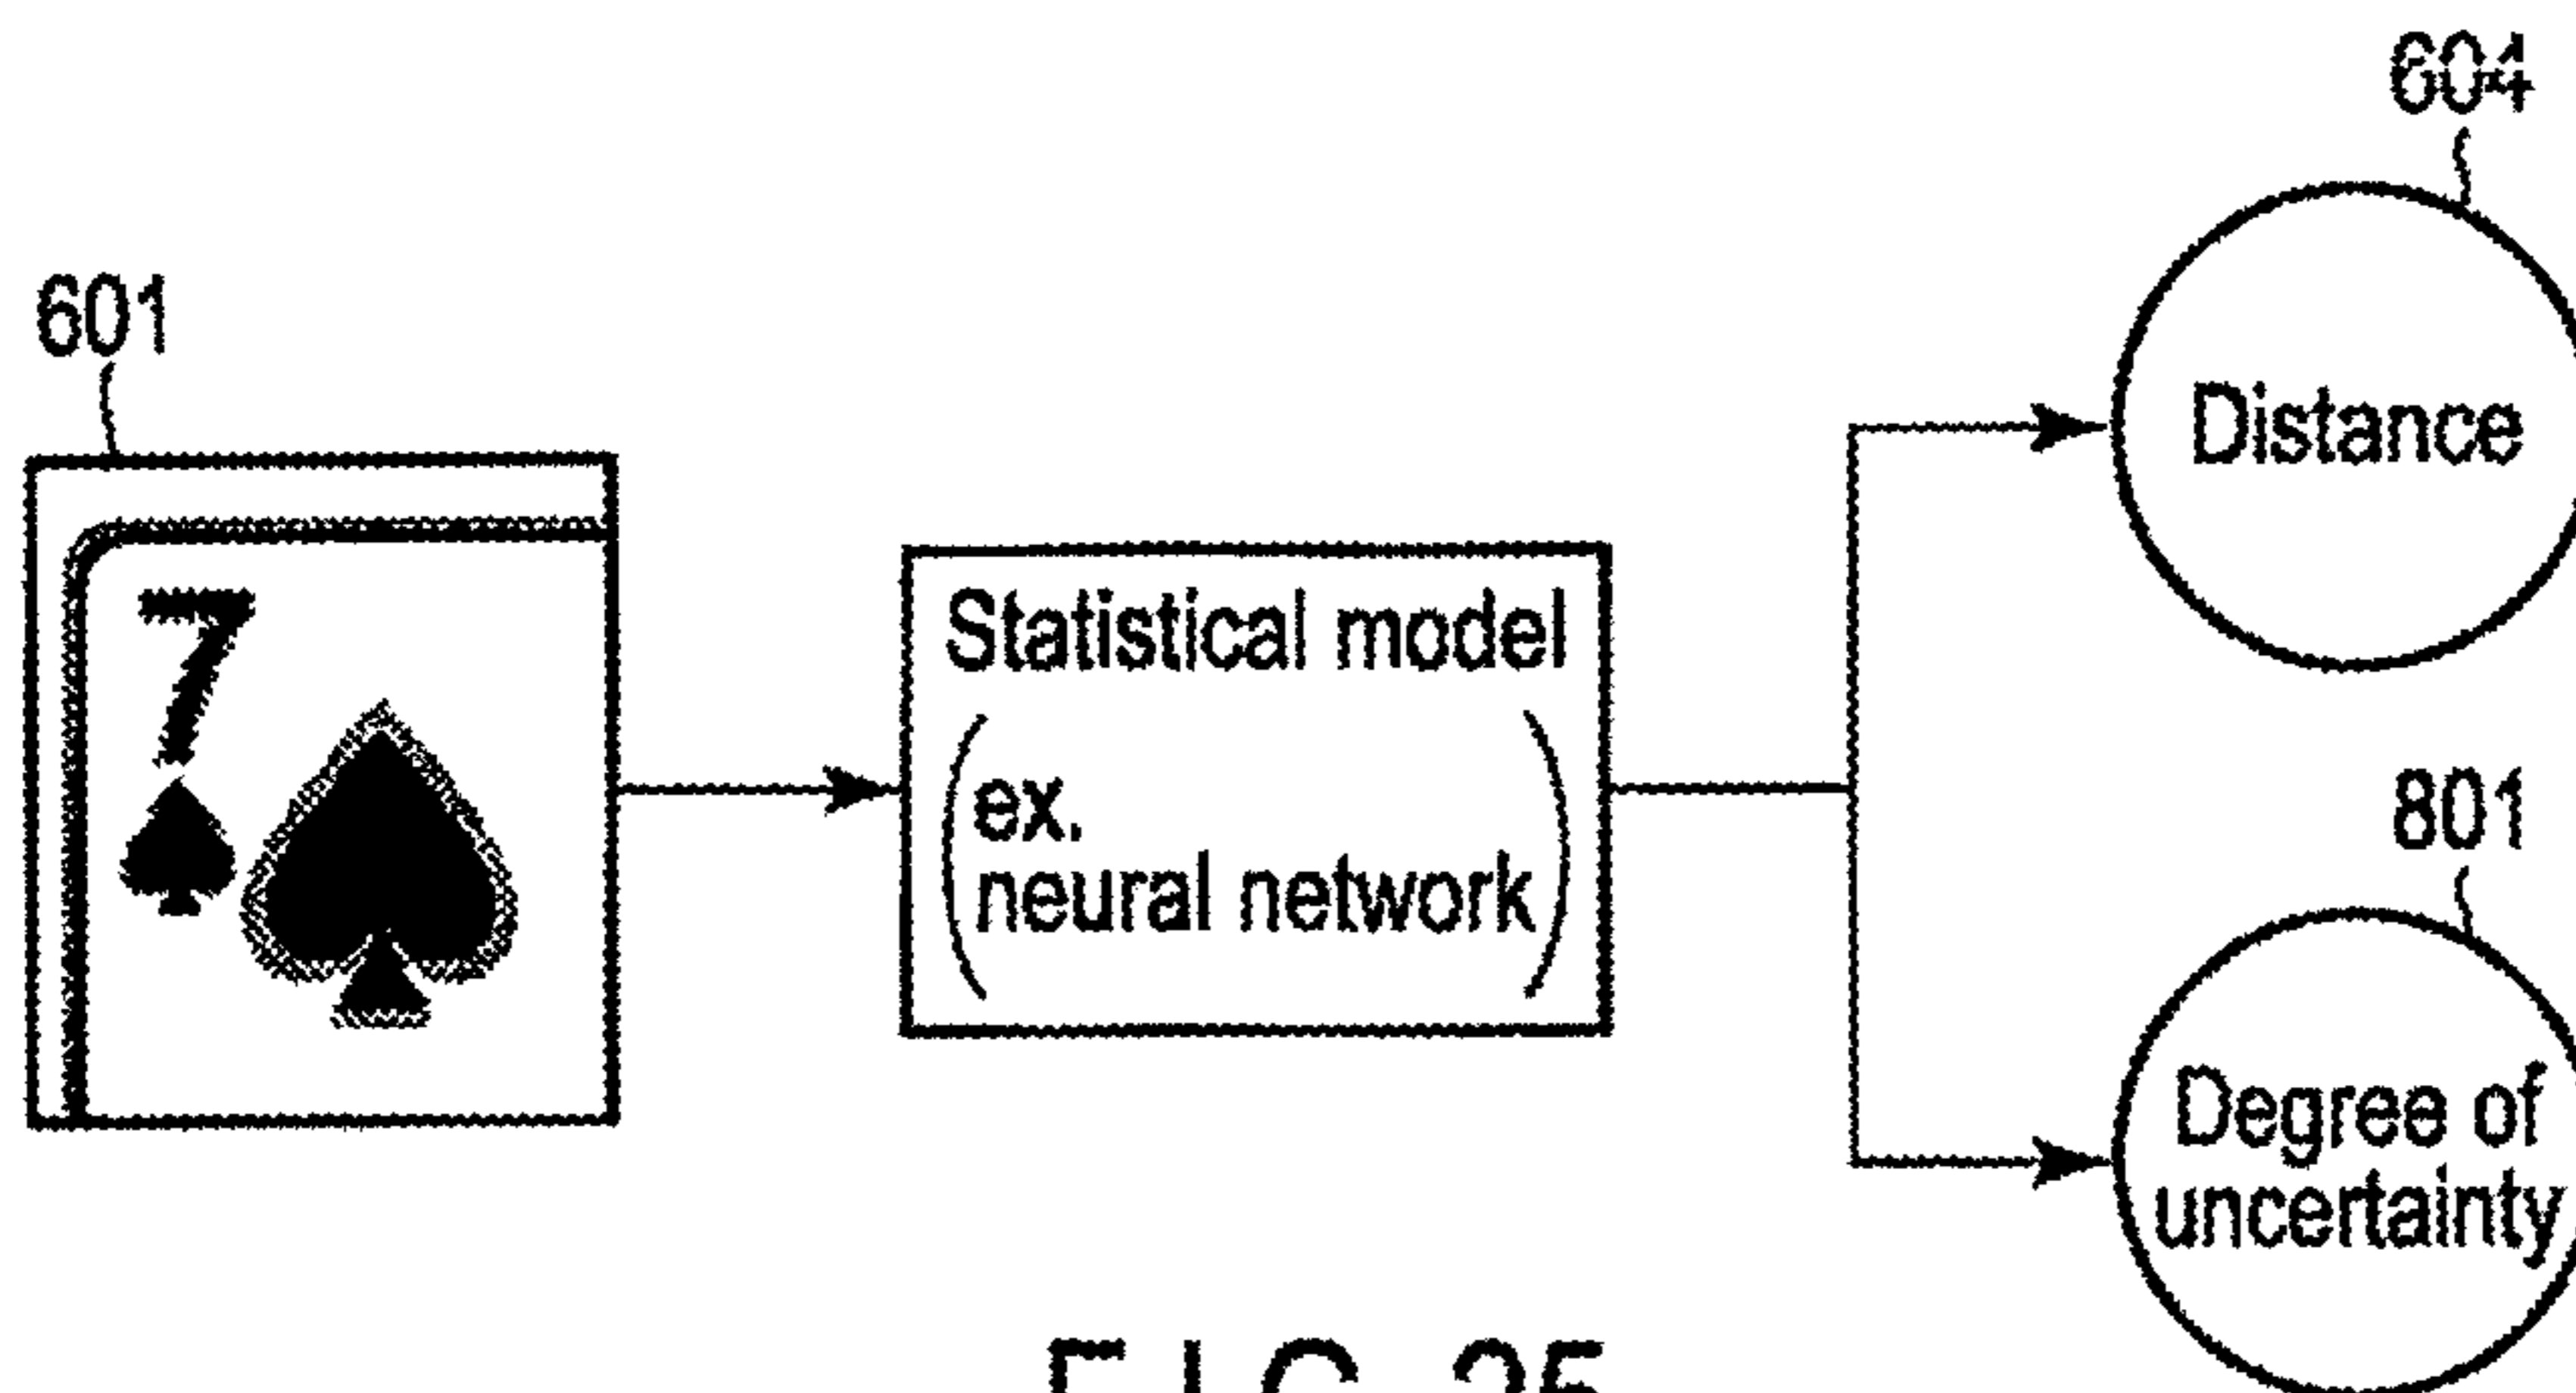 604
601
Distance
7
Statistical model
ex.
neural network
801
Degree of
uncertainty